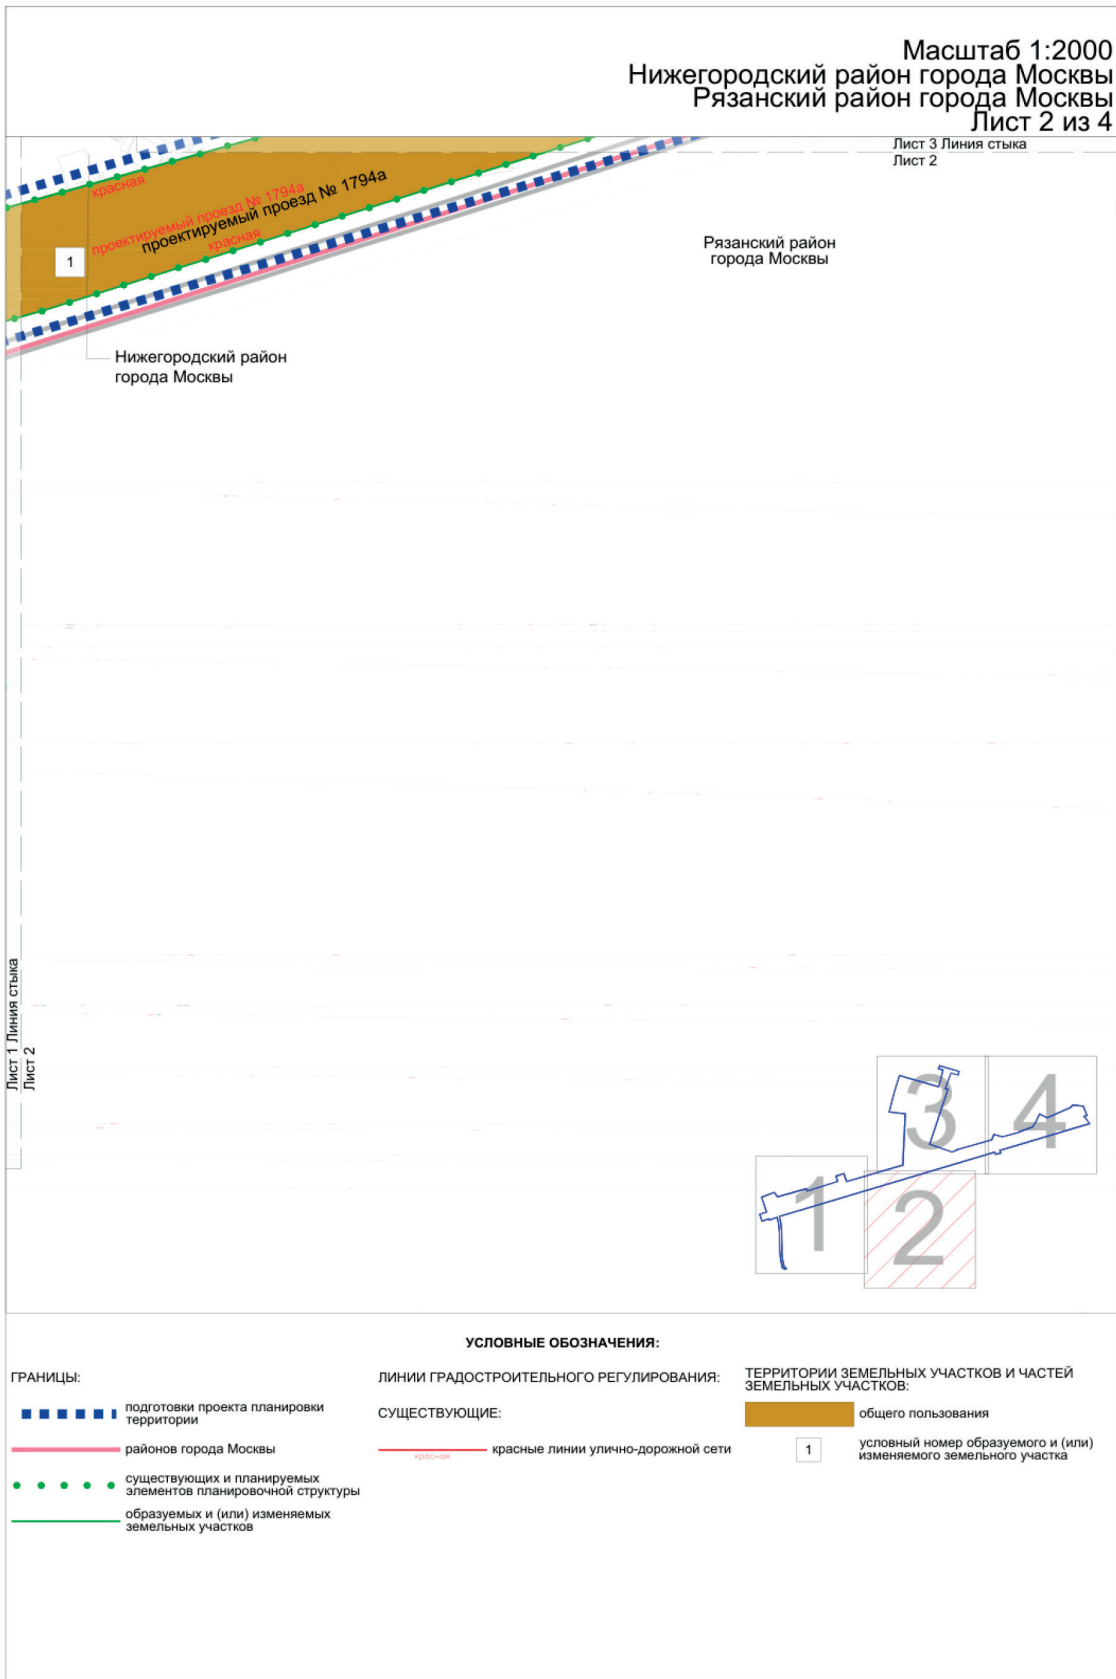 Масштаб 1:2000
Нижегородский район города Москвы
Рязанский район города Москвы
Лист 2 из 4
Лист 3 Линия стыка
Лист 2
красная
проектируемый проезд № 1794а
проектируемый проезд № 1794а
красная
1
Рязанский район
города Москвы
Нижегородский район
города Москвы
Лист 1 Линия стыка
Лист 2
3
4
1
2
УСЛОВНЫЕ ОБОЗНАЧЕНИЯ:
ГРАНИЦЫ:
подготовки проекта планировки
территории
районов города Москвы
существующих и планируемых
элементов планировочной структуры
образуемых и (или) изменяемых
земельных участков
ЛИНИИ ГРАДОСТРОИТЕЛЬНОГО РЕГУЛИРОВАНИЯ:
СУЩЕСТВУЮЩИЕ:
красная
красные линии улично-дорожной сети
ТЕРРИТОРИИ ЗЕМЕЛЬНЫХ УЧАСТКОВ И ЧАСТЕЙ
ЗЕМЕЛЬНЫХ УЧАСТКОВ:
общего пользования
1
условный номер образуемого и (или)
изменяемого земельного участка